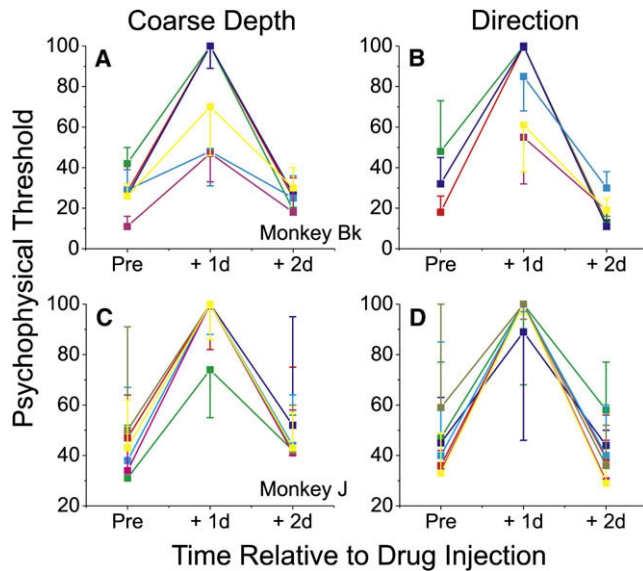 Coarse Depth Direction
Psychophysical Threshold
A
100
80
60
40
20
0
Pre + 1d + 2d
Monkey Bk
B
100
80
60
40
20
0
Pre + 1d + 2d
C
100
80
60
40
20
Pre + 1d + 2d
Monkey J
D
100
80
60
40
20
Pre + 1d + 2d
Time Relative to Drug Injection